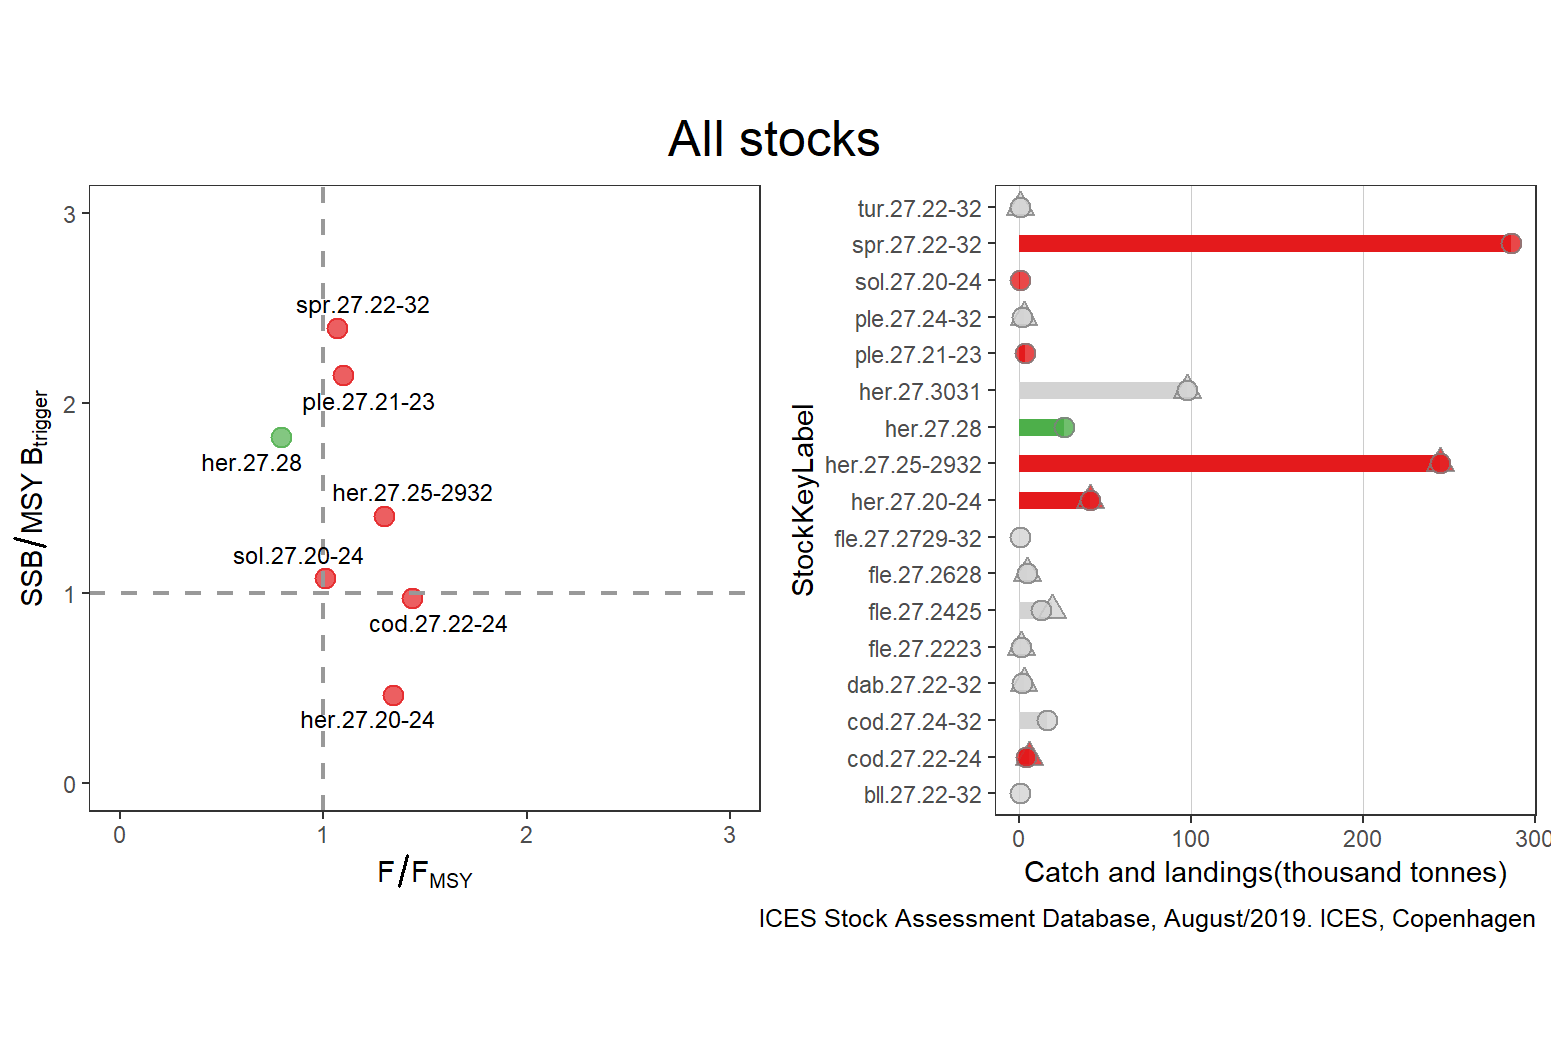 All stocks
SSB/MSY Btrigger
3
2
1
0
spr.27.22-32
ple.27.21-23
her.27.28
her.27.25-2932
sol.27.20-24
cod.27.22-24
her.27.20-24
0 1 2 3
F/FMSY
StockKeyLabel
tur.27.22-32
spr.27.22-32
sol.27.20-24
ple.27.24-32
ple.27.21-23
her.27.3031
her.27.28
her.27.25-2932
her.27.20-24
fle.27.2729-32
fle.27.2628
fle.27.2425
fle.27.2223
dab.27.22-32
cod.27.24-32
cod.27.22-24
bll.27.22-32
0 100 200 300
Catch and landings(thousand tonnes)
ICES Stock Assessment Database, August/2019. ICES, Copenhagen